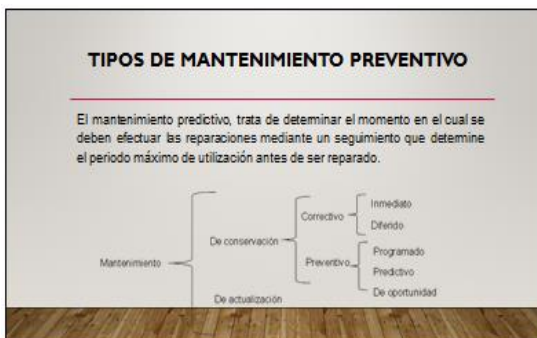 TIPOS DE MANTENIMIENTO PREVENTIVO
El mantenimiento predictivo, trata de determinar el momento en el cual se
deben efectuar las reparaciones mediante un seguimiento que determine
el periodo máximo de utilización antes de ser reparado.
Mantenimiento
De conservación
Correctivo
Inmediato
Diferido
Preventivo
Programado
Predictivo
De oportunidad
De actualización